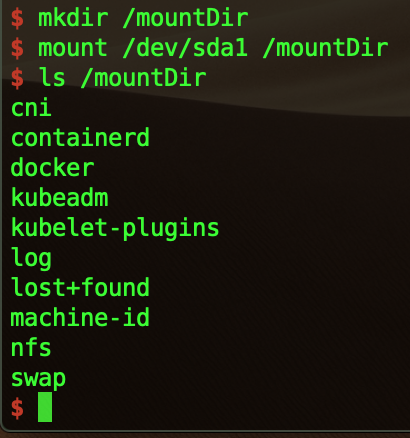 $ mkdir /mountDir
$ mount /dev/sda1 /mountDir
$ ls /mountDir
cni
containerd
docker
kubeadm
kubelet-plugins
log
lost+found
machine-id
nfs
swap
$